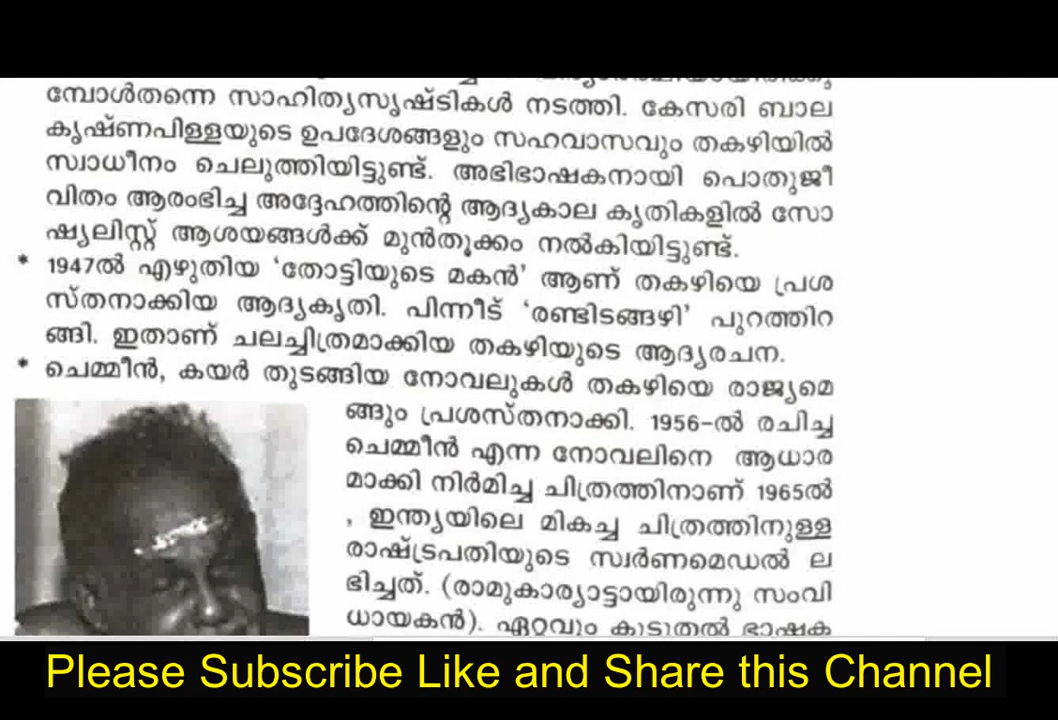 മ്പോൾതന്നെ സാഹിത്യസൃഷ്ടികൾ നടത്തി. കേസരി ബാല
കൃഷ്ണപിള്ളയുടെ ഉപദേശങ്ങളും സഹവാസവും തകഴിയിൽ
സ്വാധീനം ചെലുത്തിയിട്ടുണ്ട്. അഭിഭാഷകനായി പൊതുജീ
വിതം ആരംഭിച്ച അദ്ദേഹത്തിന്റെ ആദ്യകാല കൃതികളിൽ സോ
ഷ്യലിസ്റ്റ് ആശയങ്ങൾക്ക് മുൻതൂക്കം നൽകിയിട്ടുണ്ട്.
* 1947ൽ എഴുതിയ ‘തോട്ടിയുടെ മകൻ’ ആണ് തകഴിയെ പ്രശ
സ്തനാക്കിയ ആദ്യകൃതി. പിന്നീട് ‘രണ്ടിടങ്ങഴി’ പുറത്തിറ
ങ്ങി. ഇതാണ് ചലച്ചിത്രമാക്കിയ തകഴിയുടെ ആദ്യരചന.
* ചെമ്മീൻ, കയർ തുടങ്ങിയ നോവലുകൾ തകഴിയെ രാജ്യമെ
ങ്ങും പ്രശസ്തനാക്കി. 1956-ൽ രചിച്ച
ചെമ്മീൻ എന്ന നോവലിനെ ആധാര
മാക്കി നിർമിച്ച ചിത്രത്തിനാണ് 1965ൽ
, ഇന്ത്യയിലെ മികച്ച ചിത്രത്തിനുള്ള
രാഷ്ട്രപതിയുടെ സ്വർണമെഡൽ ല
ഭിച്ചത്. (രാമുകാര്യാട്ടായിരുന്നു സംവി
ധായകൻ). ഏറ്റവും കൂടുതൽ ഭാഷക
Please Subscribe Like and Share this Channel